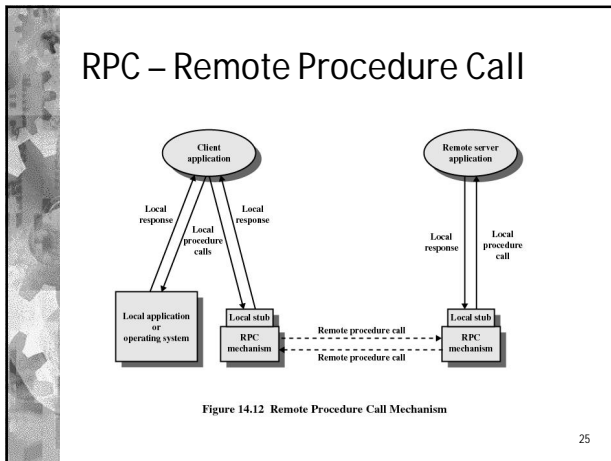 RPC – Remote Procedure Call
Client
application
Remote server
application
Local
response
Local
procedure
calls
Local
response
Local
response
Local
procedure
call
Local application
or
operating system
Local stub
RPC
mechanism
Remote procedure call
Remote procedure call
Local stub
RPC
mechanism
Figure 14.12 Remote Procedure Call Mechanism
25